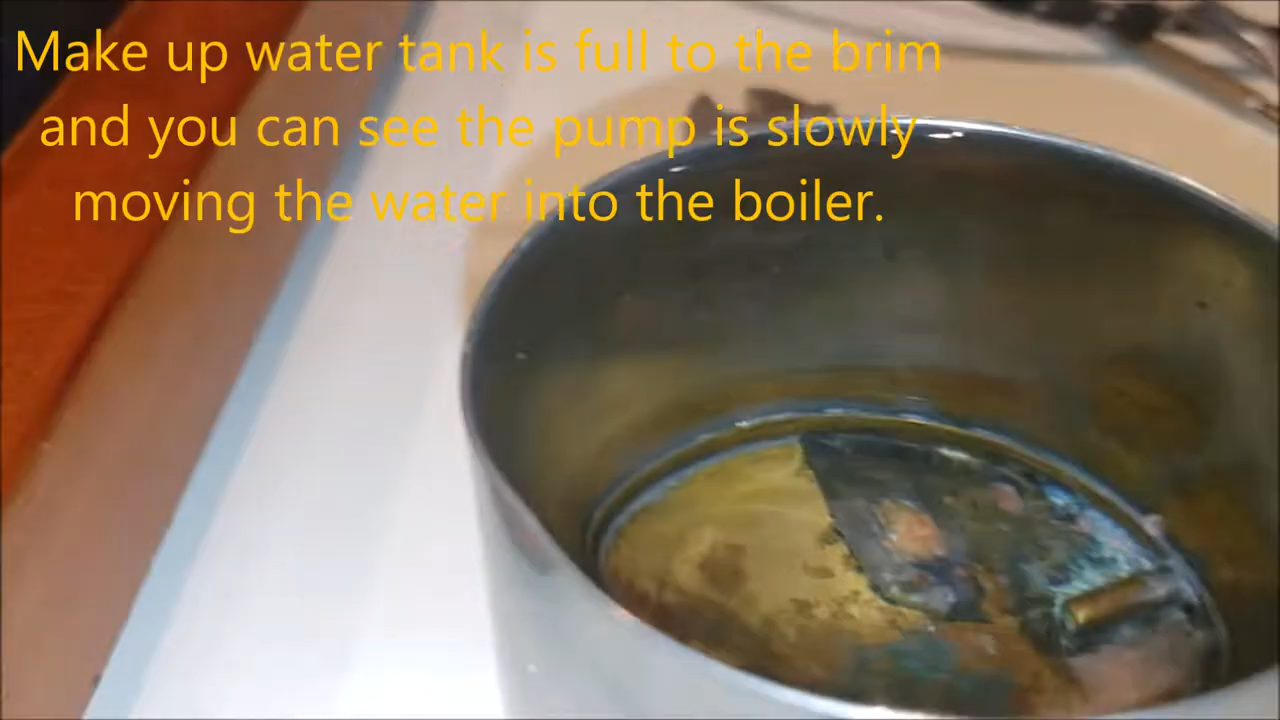 Make up water tank is full to the brim
and you can see the pump is slowly
moving the water into the boiler.